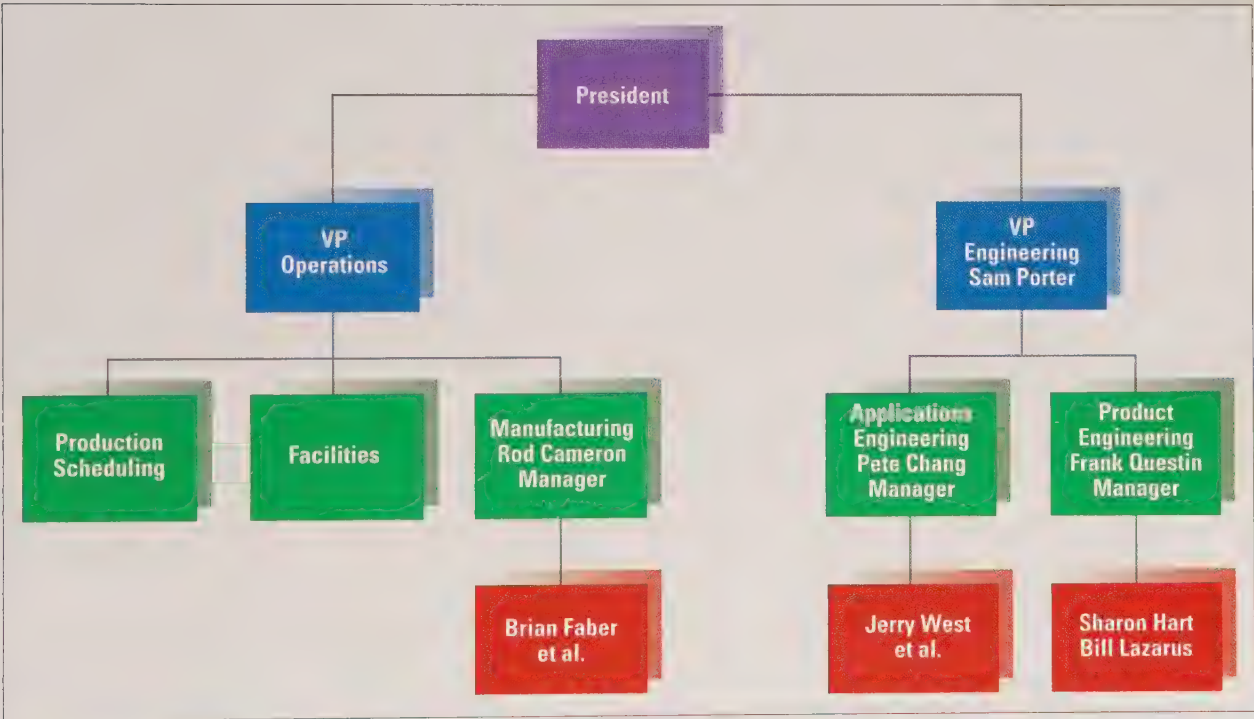 President
VP
Operations
VP
Engineering
Sam Porter
Production
Scheduling
Facilities
Manufacturing
Rod Cameron
Manager
Applications
Engineering
Pete Chang
Manager
Product
Engineering
Frank Questin
Manager
Brian Faber
et al.
Jerry West
et al.
Sharon Hart
Bill Lazarus